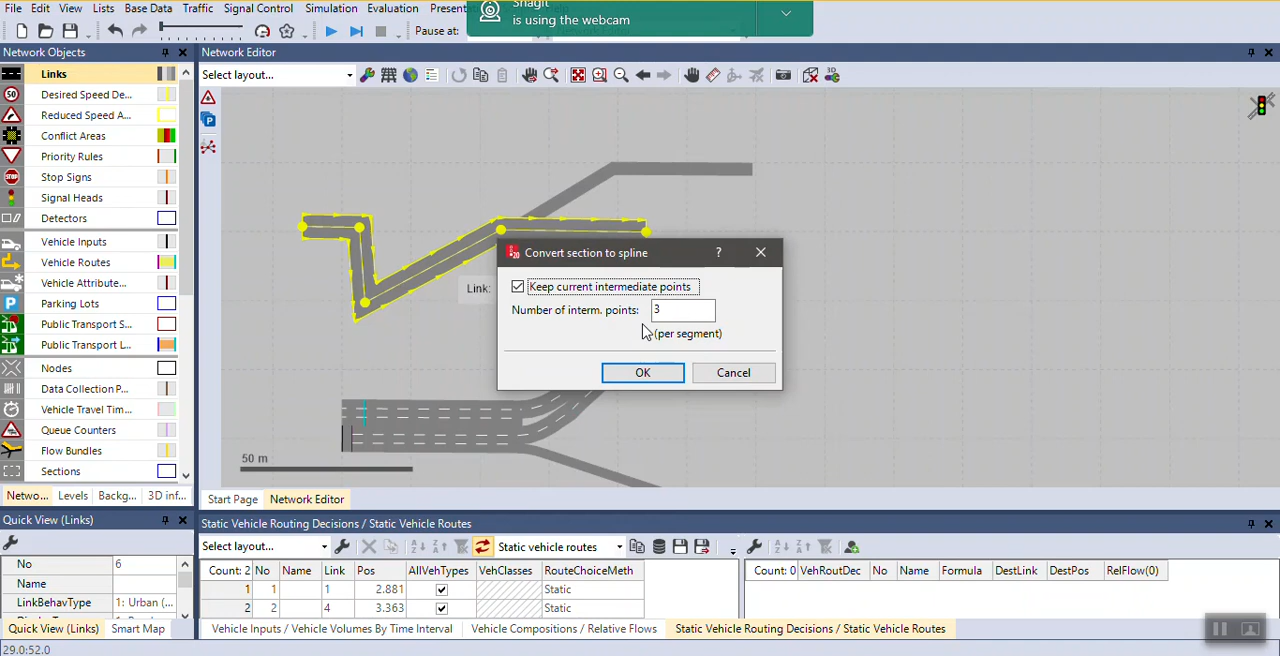 File Edit View Lists Base Data Traffic Signal Control Simulation Evaluation
Snagit
is using the webcam
Pause at:
Network Objects
Network Editor
Links
Select layout...
50 Desired Speed De...
Reduced Speed A...
Conflict Areas
Priority Rules
STOP Stop Signs
Signal Heads
Detectors
Vehicle Inputs
Vehicle Routes
Vehicle Attribute...
P Parking Lots
Public Transport S...
Public Transport L...
Nodes
Data Collection P...
Vehicle Travel Tim...
Queue Counters
Flow Bundles
Sections
Netwo... Levels Backg... 3D inf...
P
3D
Convert section to spline ?
Keep current intermediate points
Link:
Number of interm. points: 3
(per segment)
OK Cancel
50 m
Start Page Network Editor
Quick View (Links)
No 6
Name
LinkBehavType 1: Urban (...
Quick View (Links) Smart Map
Static Vehicle Routing Decisions / Static Vehicle Routes
Select layout... Static vehicle routes
Count: 2 No Name Link Pos AllVehTypes VehClasses RouteChoiceMeth
1 1 1 2.881 Static
2 2 4 3.363 Static
Count: 0 VehRoutDec No Name Formula DestLink DestPos RelFlow(0)
Vehicle Inputs / Vehicle Volumes By Time Interval Vehicle Compositions / Relative Flows Static Vehicle Routing Decisions / Static Vehicle Routes
29.0:52.0